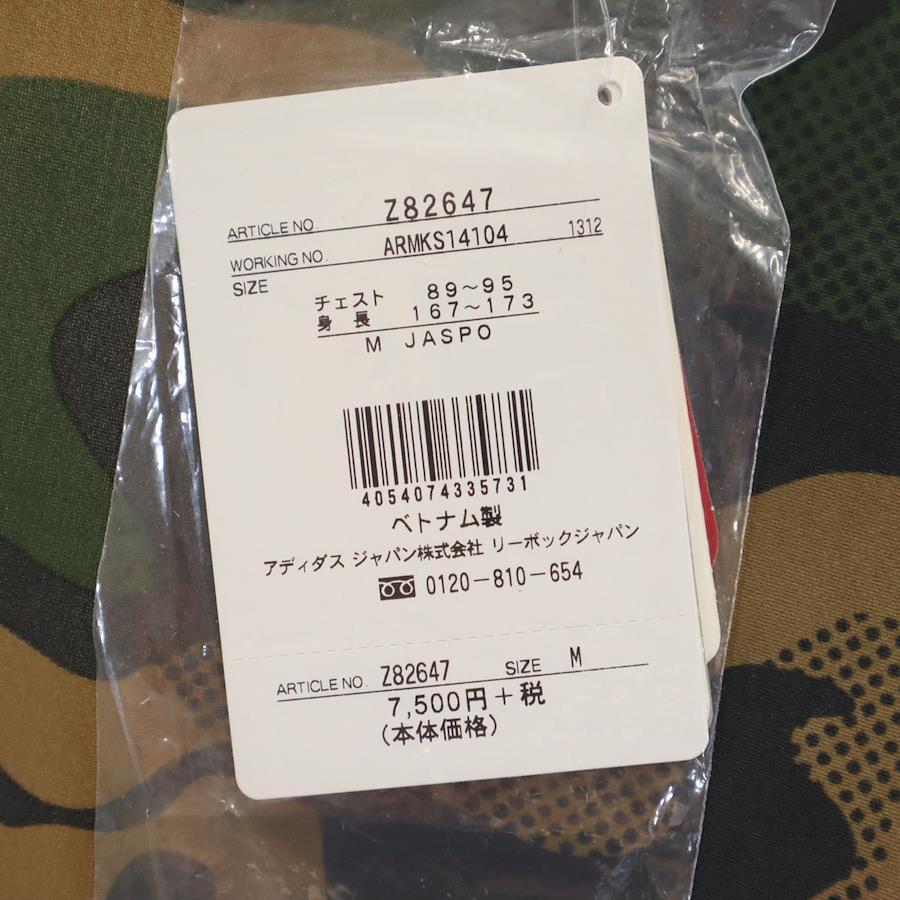 ARTICLE NO. Z82647
WORKING NO. ARMKS14104 1312
SIZE
チェスト 89〜95
身長 167〜173
M JASPO
4054074335731
ベトナム製
アディダス ジャパン株式会社 リーボックジャパン
0120-810-654
ARTICLE NO. Z82647 SIZE M
7,500円+税
(本体価格)